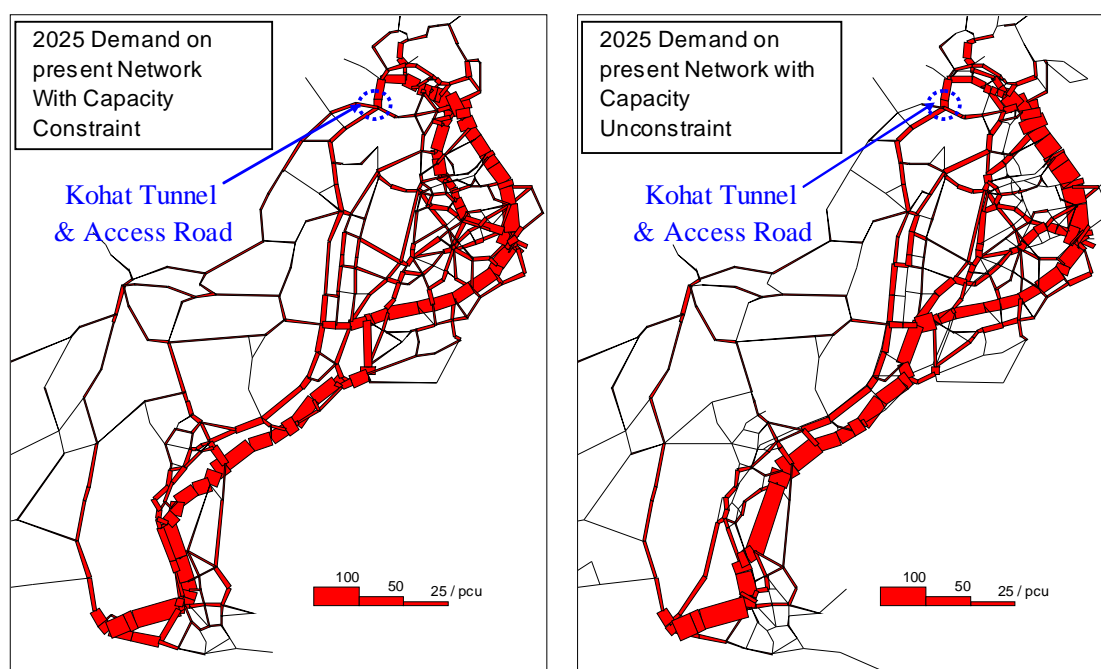 2025 Demand on
present Network
With Capacity
Constraint
Kohat Tunnel
& Access Road
100
50
25 / pcu
2025 Demand on
present Network with
Capacity
Unconstraint
Kohat Tunnel
& Access Road
100
50
25 / pcu